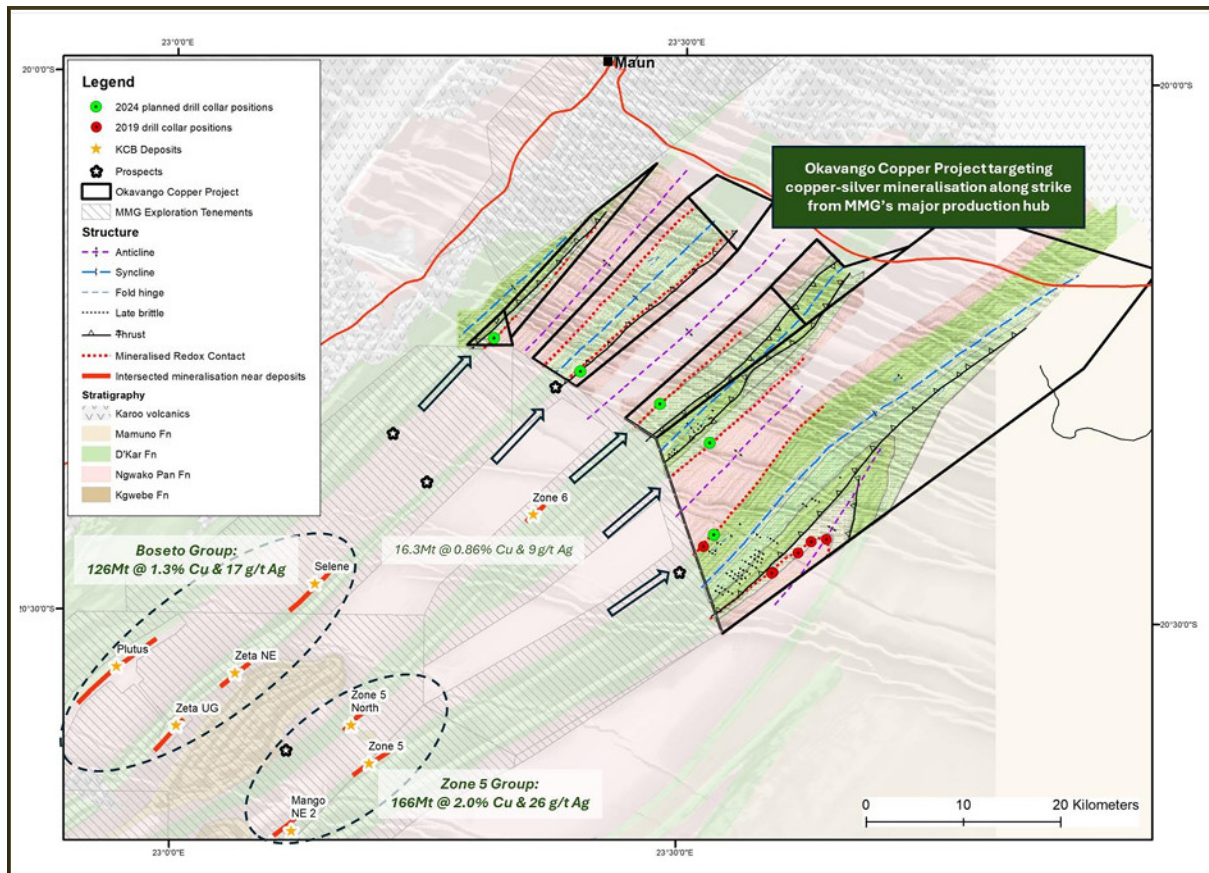 23°0'0"E
23°30'0"E
20°0'0"S
20°0'0"S
Maun
Legend
2024 planned drill collar positions
2019 drill collar positions
KCB Deposits
Prospects
Okavango Copper Project
MMG Exploration Tenements
Structure
Anticline
Syncline
Fold hinge
Late brittle
Thrust
Mineralised Redox Contact
Intersected mineralisation near deposits
Stratigraphy
Karoo volcanics
Mamuno Fn
D'Kar Fn
Ngwako Pan Fn
Kgwebe Fn
Okavango Copper Project targeting
copper-silver mineralisation along strike
from MMG's major production hub
Zone 6
16.3Mt @ 0.86% Cu & 9 g/t Ag
Boseto Group:
126Mt @ 1.3% Cu & 17 g/t Ag
Selene
20°30'0"S
20°30'0"S
Plutus
Zeta NE
Zeta UG
Zone 5
North
Zone 5
Zone 5 Group:
166Mt @ 2.0% Cu & 26 g/t Ag
Mango
NE 2
0 10 20 Kilometers
23°0'0"E
23°30'0"E